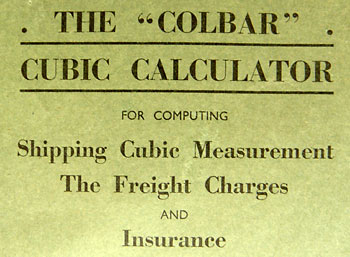 . THE “COLBAR” .
CUBIC CALCULATOR
FOR COMPUTING
Shipping Cubic Measurement
The Freight Charges
AND
Insurance